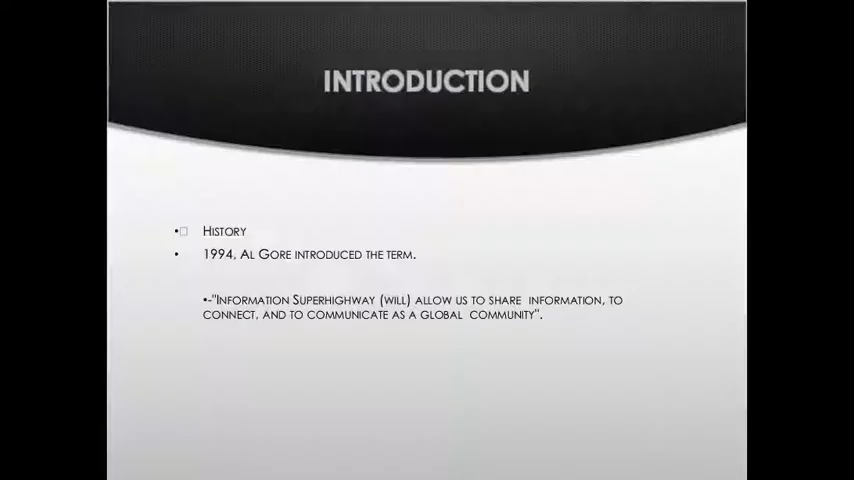 INTRODUCTION
•□ HISTORY
• 1994, AL GORE INTRODUCED THE TERM.
•-"INFORMATION SUPERHIGHWAY (WILL) ALLOW US TO SHARE INFORMATION, TO
CONNECT, AND TO COMMUNICATE AS A GLOBAL COMMUNITY".